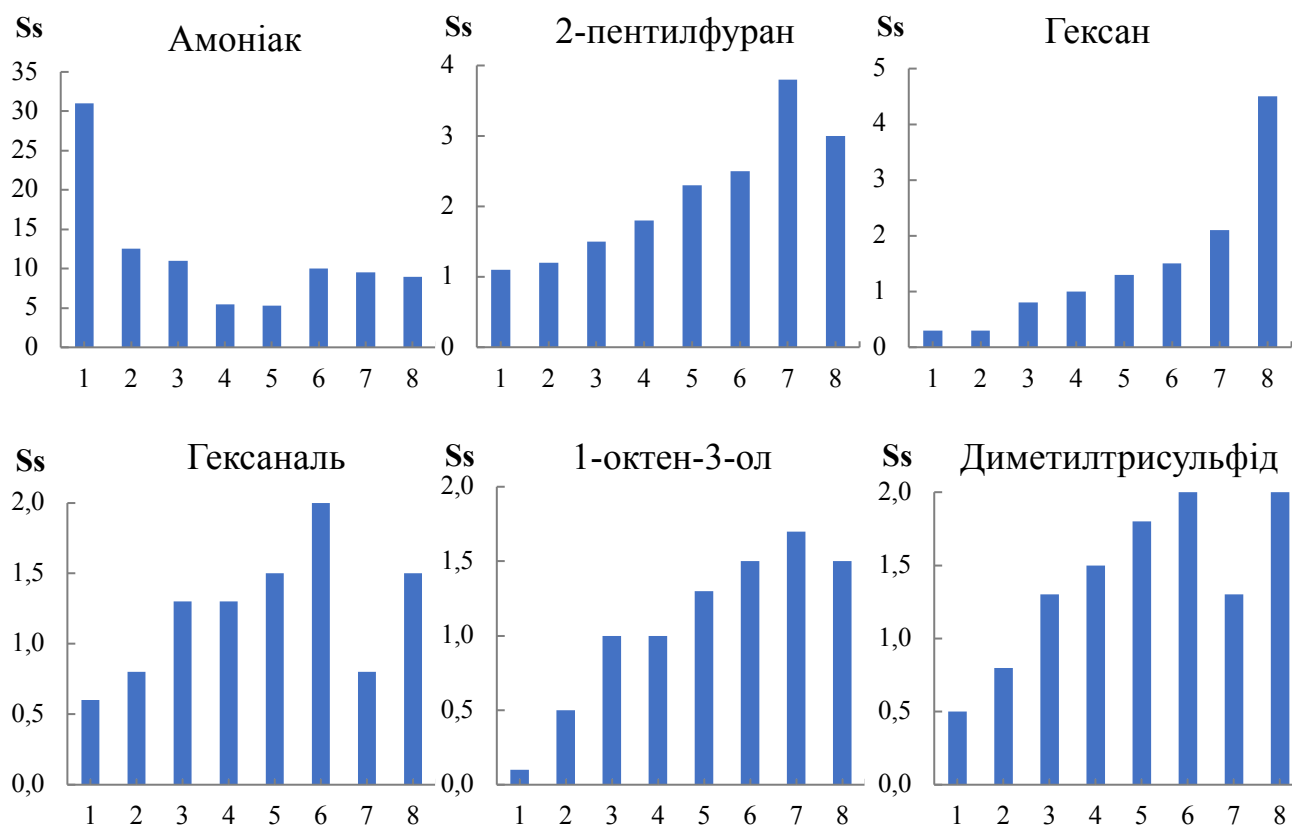 Ss Амоніак
35
30
25
20
15
10
5
0
1 2 3 4 5 6 7 8
Ss 2-пентилфуран
4
3
2
1
0
1 2 3 4 5 6 7 8
Ss Гексан
5
4
3
2
1
0
1 2 3 4 5 6 7 8
Ss Гексаналь
2,0
1,5
1,0
0,5
0,0
1 2 3 4 5 6 7 8
Ss 1-октен-3-ол
2,0
1,5
1,0
0,5
0,0
1 2 3 4 5 6 7 8
Ss Диметилтрисульфід
2,0
1,5
1,0
0,5
0,0
1 2 3 4 5 6 7 8